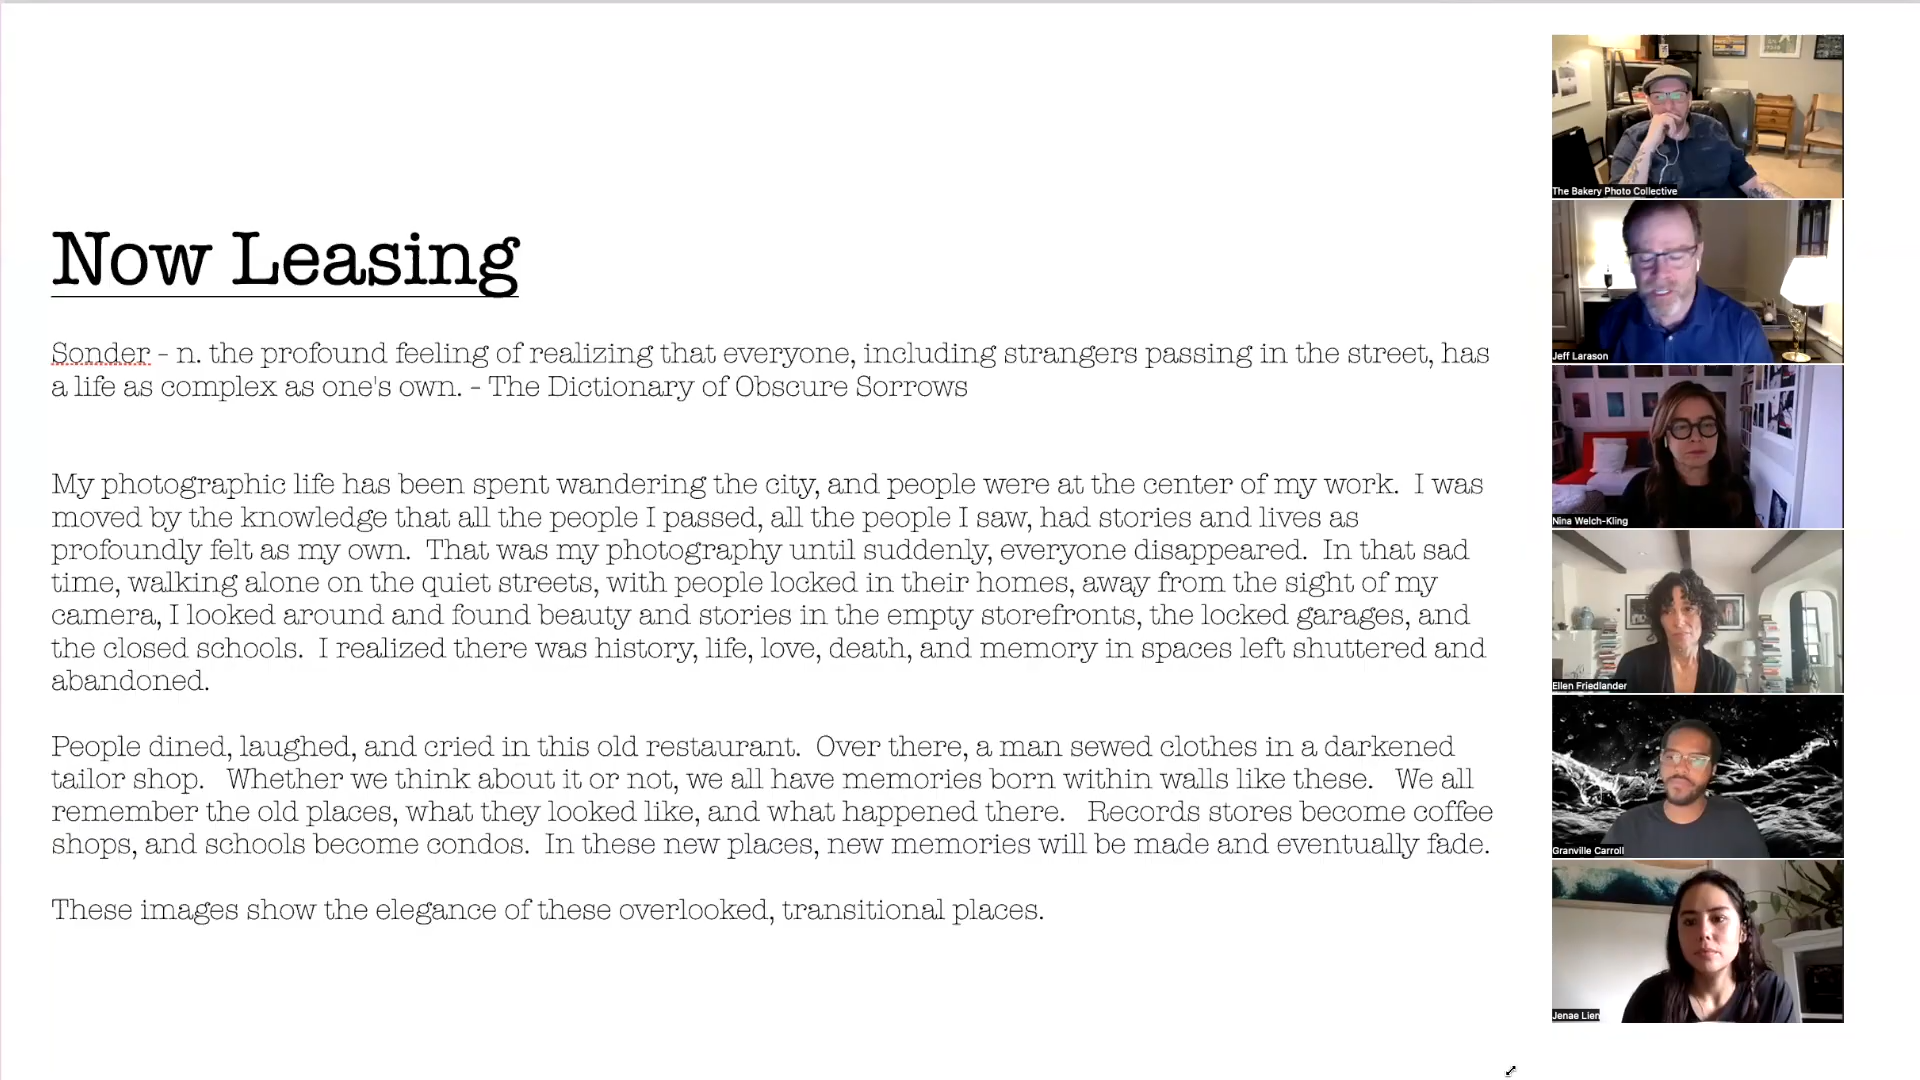 Now Leasing
Sonder - n. the profound feeling of realizing that everyone, including strangers passing in the street, has
a life as complex as one's own. - The Dictionary of Obscure Sorrows
My photographic life has been spent wandering the city, and people were at the center of my work.  I was
moved by the knowledge that all the people I passed, all the people I saw, had stories and lives as
profoundly felt as my own.  That was my photography until suddenly, everyone disappeared.  In that sad
time, walking alone on the quiet streets, with people locked in their homes, away from the sight of my
camera, I looked around and found beauty and stories in the empty storefronts, the locked garages, and
the closed schools.  I realized there was history, life, love, death, and memory in spaces left shuttered and
abandoned.
People dined, laughed, and cried in this old restaurant.  Over there, a man sewed clothes in a darkened
tailor shop.   Whether we think about it or not, we all have memories born within walls like these.   We all
remember the old places, what they looked like, and what happened there.   Records stores become coffee
shops, and schools become condos.  In these new places, new memories will be made and eventually fade.
These images show the elegance of these overlooked, transitional places.
The Bakery Photo Collective
Jeff Larason
Nina Welch-Kling
Ellen Friedlander
Granville Carroll
Jenae Lien